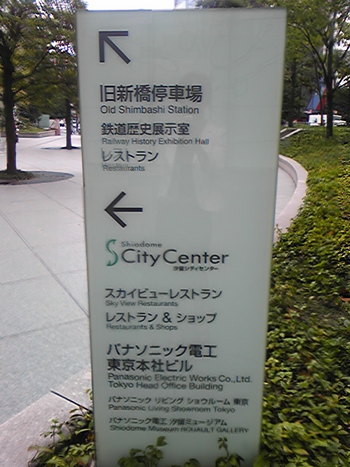 旧新橋停車場
Old Shimbashi Station
鉄道歴史展示室
Railway History Exhibition Hall
レストラン
Restaurants
Shiodome
CityCenter
汐留シティセンター
スカイビューレストラン
Sky View Restaurants
レストラン & ショップ
Restaurants & Shops
パナソニック電工
東京本社ビル
Panasonic Electric Works Co.,Ltd.
Tokyo Head Office Building
パナソニック リビング ショウルーム 東京
Panasonic Living Showroom Tokyo
パナソニック電工 汐留ミュージアム
Shiodome Museum ROUAULT GALLERY